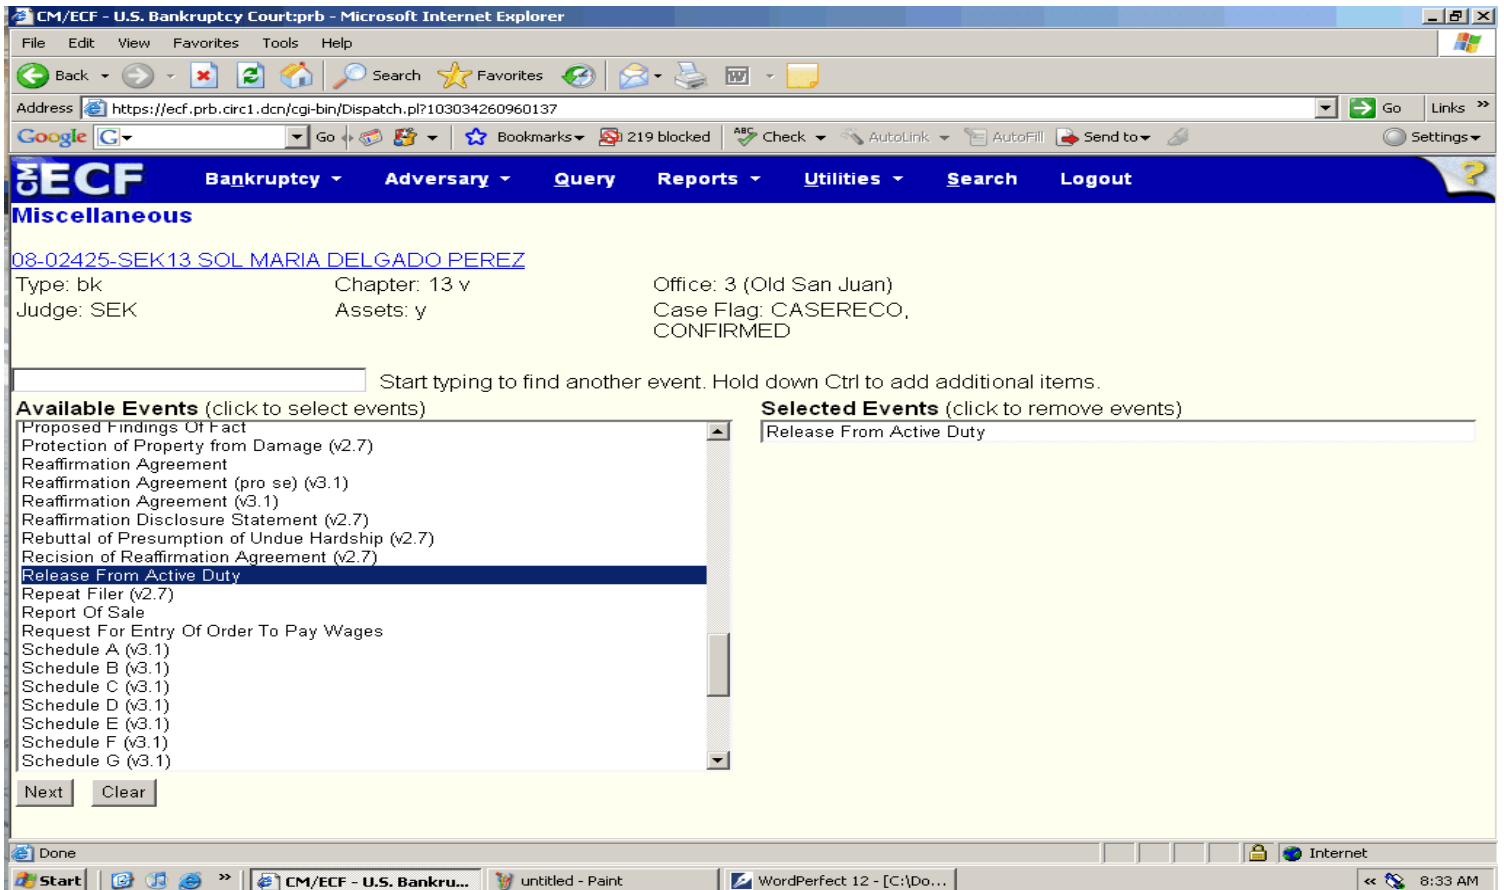 CM/ECF - U.S. Bankruptcy Court:prb - Microsoft Internet Explorer
File Edit View Favorites Tools Help
Back Search Favorites
Address https://ecf.prb.circ1.dcn/cgi-bin/Dispatch.pl?103034260960137 Go Links »
Google G Go Bookmarks 219 blocked ABC Check AutoLink AutoFill Send to Settings
CM ECF Bankruptcy Adversary Query Reports Utilities Search Logout ?
Miscellaneous
08-02425-SEK13 SOL MARIA DELGADO PEREZ
Type: bk Chapter: 13 v Office: 3 (Old San Juan)
Judge: SEK Assets: y Case Flag: CASERECO,
CONFIRMED
Start typing to find another event. Hold down Ctrl to add additional items.
Available Events (click to select events) Selected Events (click to remove events)
Proposed Findings Of Fact
Release From Active Duty
Protection of Property from Damage (v2.7)
Reaffirmation Agreement
Reaffirmation Agreement (pro se) (v3.1)
Reaffirmation Agreement (v3.1)
Reaffirmation Disclosure Statement (v2.7)
Rebuttal of Presumption of Undue Hardship (v2.7)
Recision of Reaffirmation Agreement (v2.7)
Release From Active Duty
Repeat Filer (v2.7)
Report Of Sale
Request For Entry Of Order To Pay Wages
Schedule A (v3.1)
Schedule B (v3.1)
Schedule C (v3.1)
Schedule D (v3.1)
Schedule E (v3.1)
Schedule F (v3.1)
Schedule G (v3.1)
Next Clear
Done Internet
Start » CM/ECF - U.S. Bankru... untitled - Paint WordPerfect 12 - [C:\Do... « 8:33 AM